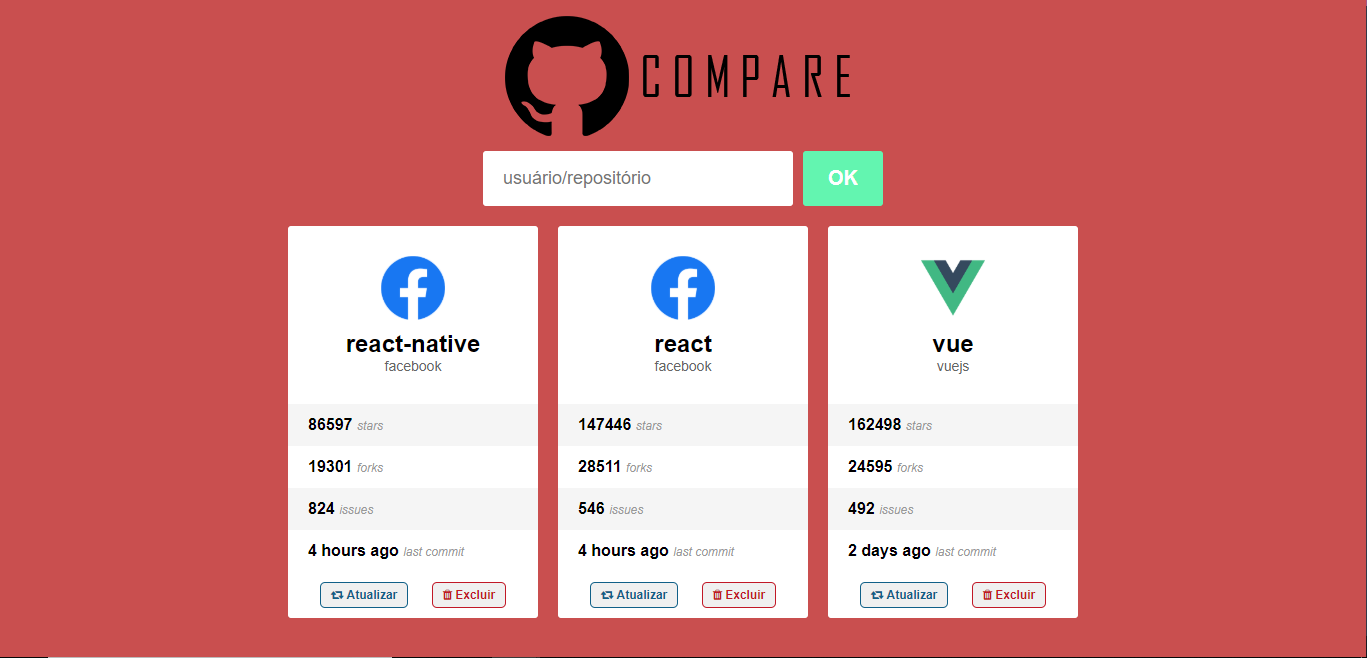 COMPARE
usuário/repositório
OK
react-native
facebook
86597 stars
19301 forks
824 issues
4 hours ago last commit
Atualizar Excluir
react
facebook
147446 stars
28511 forks
546 issues
4 hours ago last commit
Atualizar Excluir
vue
vuejs
162498 stars
24595 forks
492 issues
2 days ago last commit
Atualizar Excluir